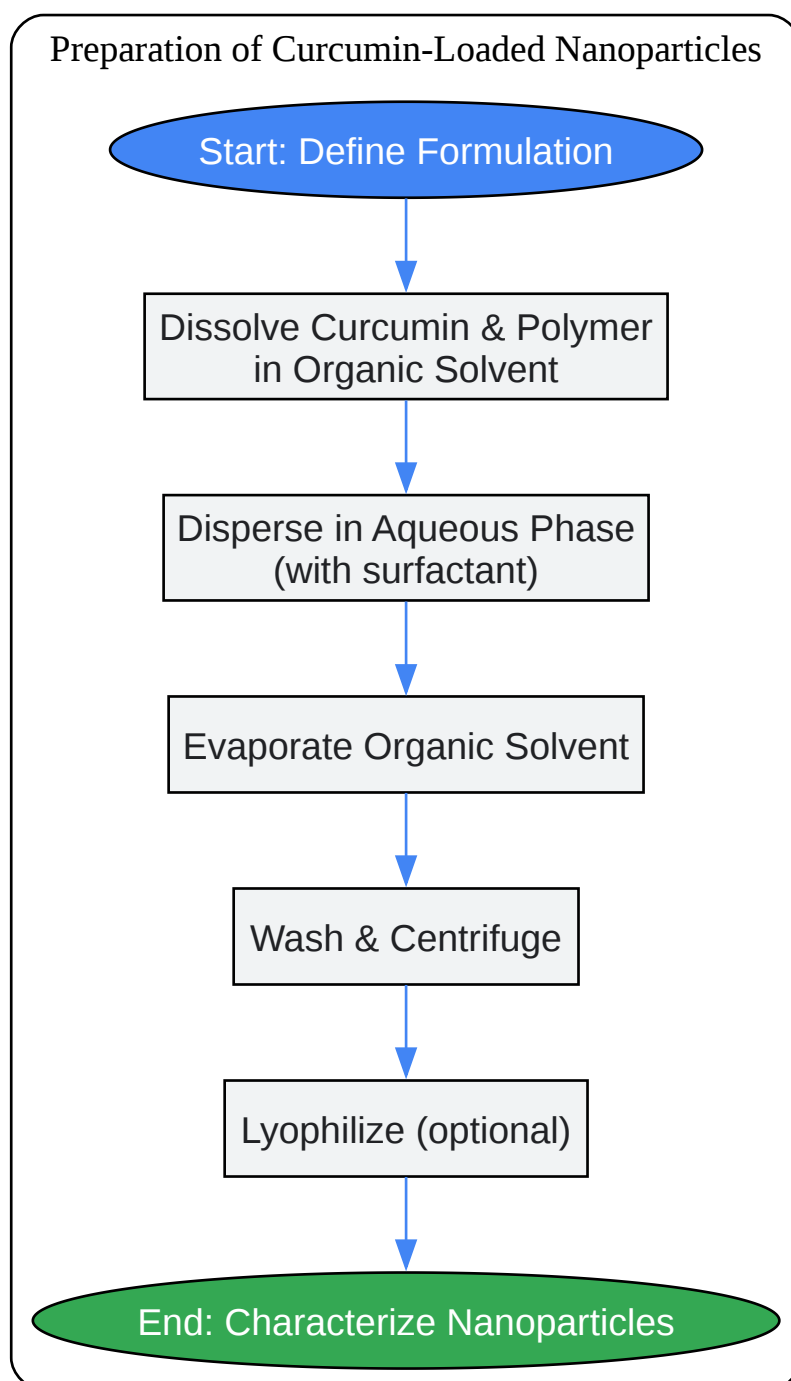 Preparation of Curcumin-Loaded Nanoparticles
Start: Define Formulation
Dissolve Curcumin & Polymer
in Organic Solvent
Disperse in Aqueous Phase
(with surfactant)
Evaporate Organic Solvent
Wash & Centrifuge
Lyophilize (optional)
End: Characterize Nanoparticles